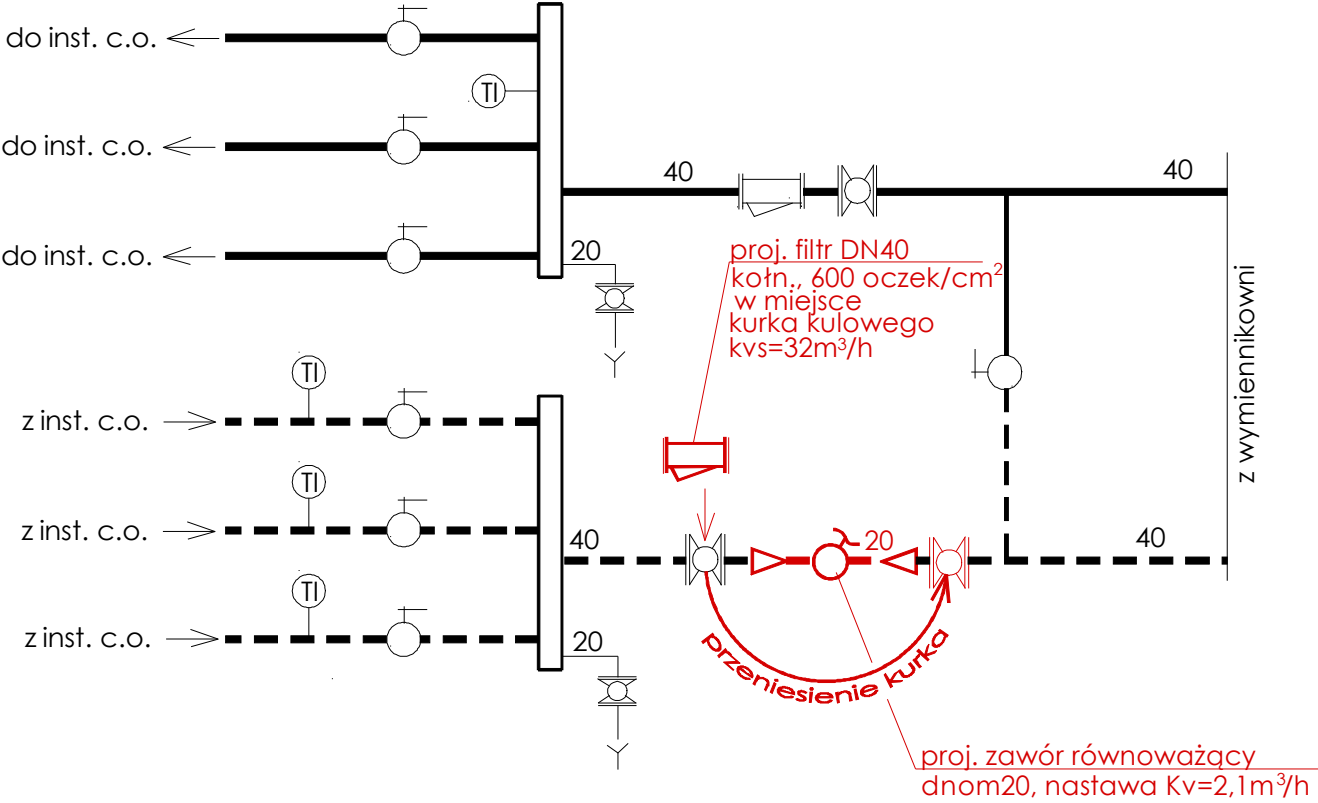 do inst. c.o.
TI
do inst. c.o.
40
40
do inst. c.o.
20
proj. filtr DN40
kołn., 600 oczek/cm²
w miejsce
kurka kulowego
kvs=32m³/h
z wymiennikowni
TI
z inst. c.o.
TI
z inst. c.o.
40
20
40
TI
z inst. c.o.
20
przeniesienie kurka
proj. zawór równoważący
dnom20, nastawa Kv=2,1m³/h